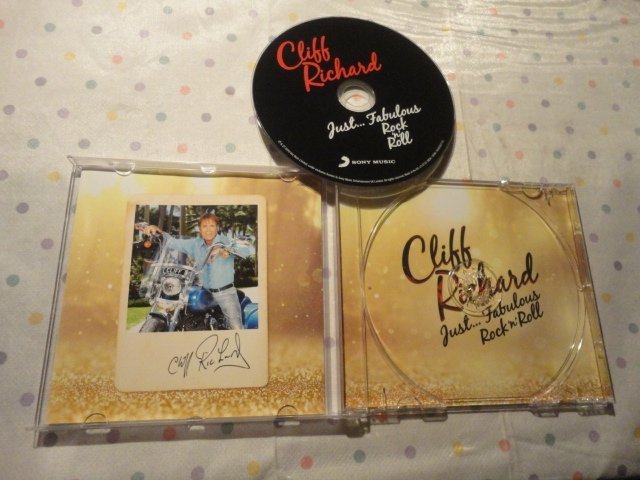 Cliff
Richard
Just... Fabulous
Rock
'n'
Roll
SONY MUSIC
Cliff Richard
Cliff
Richard
Just... Fabulous
Rock 'n' Roll